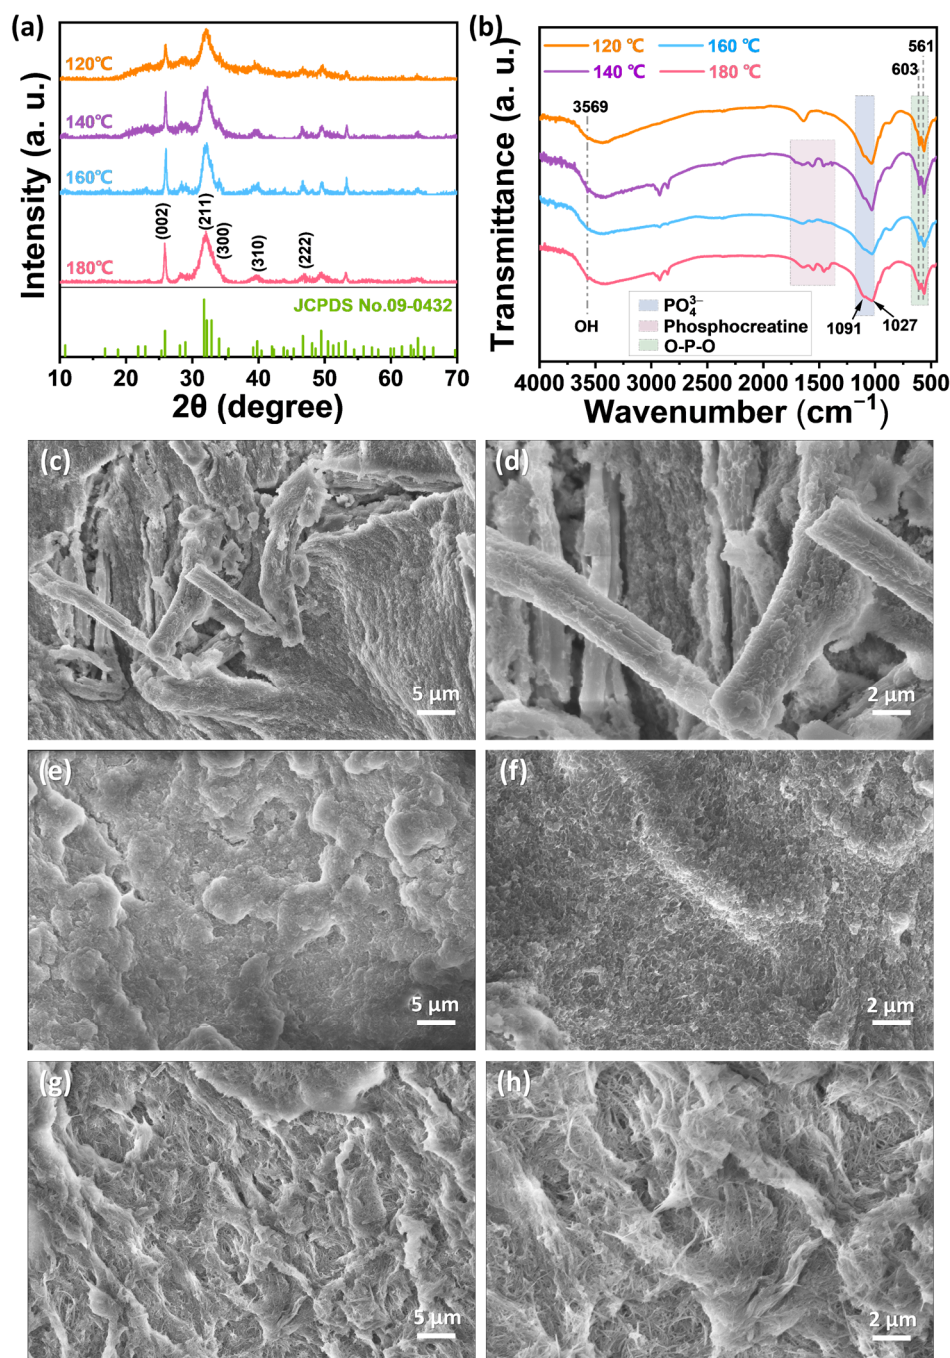 (a)
120℃
140℃
160℃
180℃
(002)
(211)
(300)
(310)
(222)
JCPDS No.09-0432
10 20 30 40 50 60 70
2θ (degree)
Intensity (a. u.)
(b)
120 ℃ 160 ℃
140 ℃ 180 ℃
561
603
3569
OH
PO₄³⁻
Phosphocreatine
O-P-O
1091
1027
4000 3500 3000 2500 2000 1500 1000 500
Wavenumber (cm⁻¹)
Transmittance (a. u.)
(c)
5 μm
(d)
2 μm
(e)
5 μm
(f)
2 μm
(g)
5 μm
(h)
2 μm